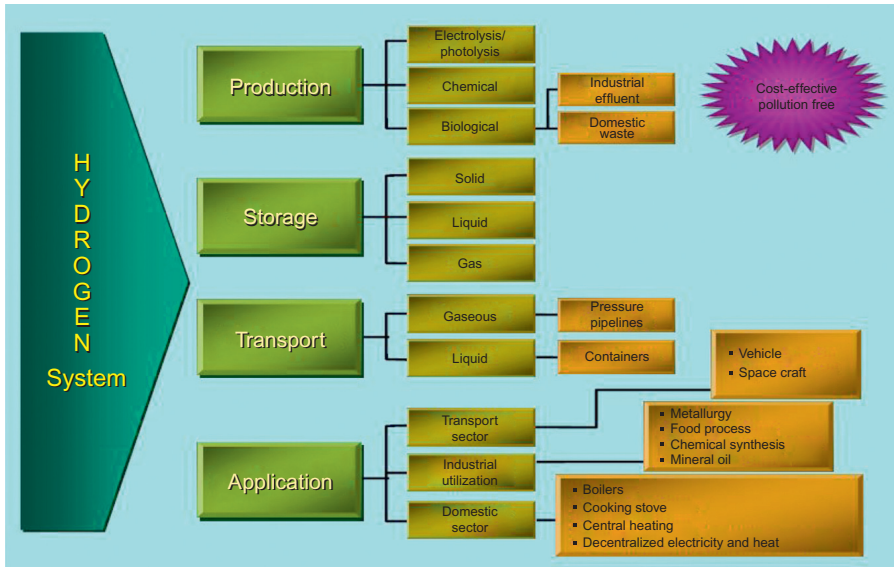 HYDROGEN
System
Production
Electrolysis/
photolysis
Chemical
Biological
Industrial
effluent
Domestic
waste
Cost-effective
pollution free
Storage
Solid
Liquid
Gas
Transport
Gaseous
Pressure
pipelines
Liquid
Containers
Application
Transport
sector
▪ Vehicle
▪ Space craft
Industrial
utilization
▪ Metallurgy
▪ Food process
▪ Chemical synthesis
▪ Mineral oil
Domestic
sector
▪ Boilers
▪ Cooking stove
▪ Central heating
▪ Decentralized electricity and heat